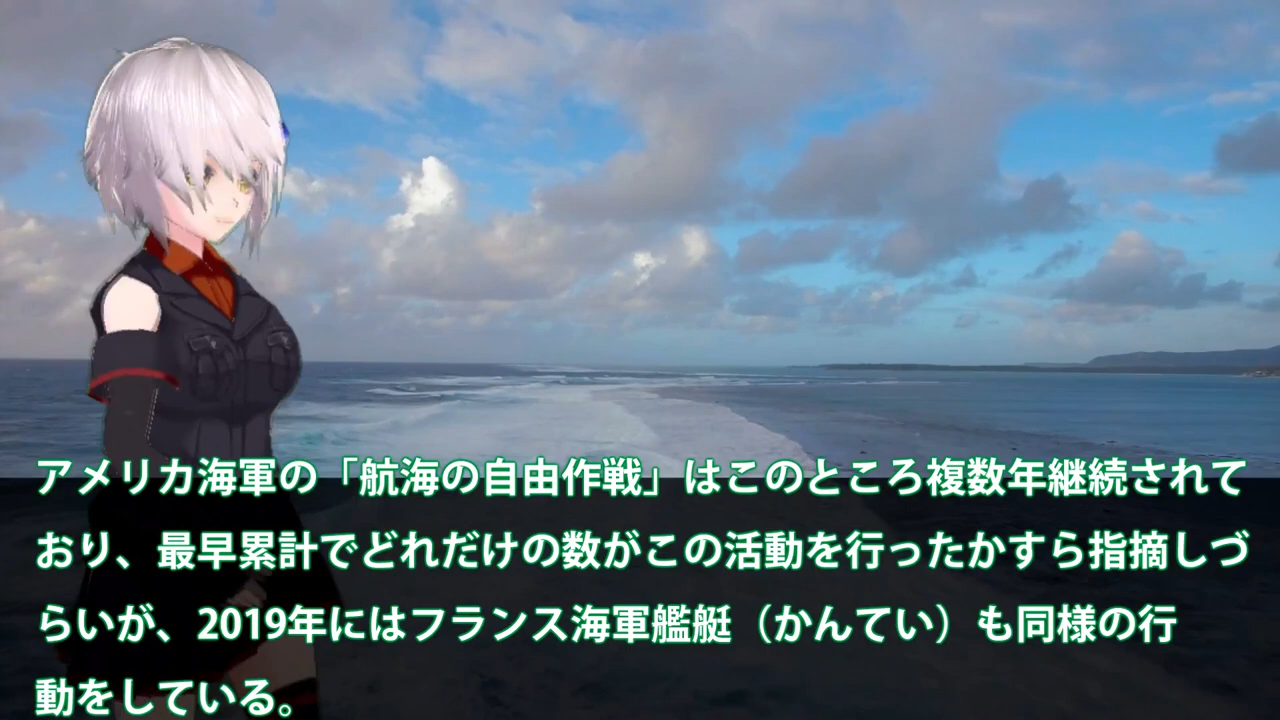 アメリカ海軍の「航海の自由作戦」はこのところ複数年継続されて
おり、最早累計でどれだけの数がこの活動を行ったかすら指摘しづ
らいが、2019年にはフランス海軍艦艇（かんてい）も同様の行
動をしている。